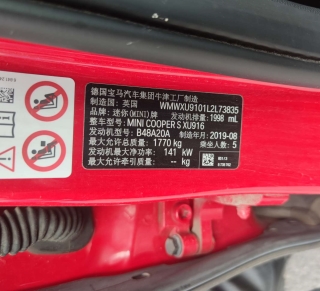 德国宝马汽车集团牛津工厂制造
制造国：英国 WMWXU9101L2L73835
品牌：迷你(MINI)牌 发动机排量：1998 mL
整车型号：MINI COOPER S XU916
发动机型号：B48A20A 制造年月：2019-08
最大允许总质量：1770 kg 乘坐人数：5
发动机最大净功率：141 kW
最大允许牵引质量：-- kg